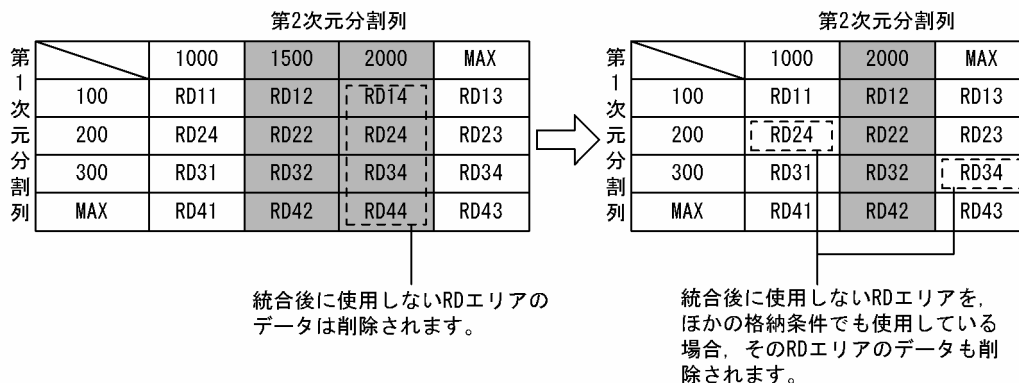 第2次元分割列
第1次元分割列
1000 1500 2000 MAX
100 RD11 RD12 RD14 RD13
200 RD24 RD22 RD24 RD23
300 RD31 RD32 RD34 RD34
MAX RD41 RD42 RD44 RD43
統合後に使用しないRDエリアの
データは削除されます。
第2次元分割列
第1次元分割列
1000 2000 MAX
100 RD11 RD12 RD13
200 RD24 RD22 RD23
300 RD31 RD32 RD34
MAX RD41 RD42 RD43
統合後に使用しないRDエリアを,
ほかの格納条件でも使用している
場合, そのRDエリアのデータも削
除されます。